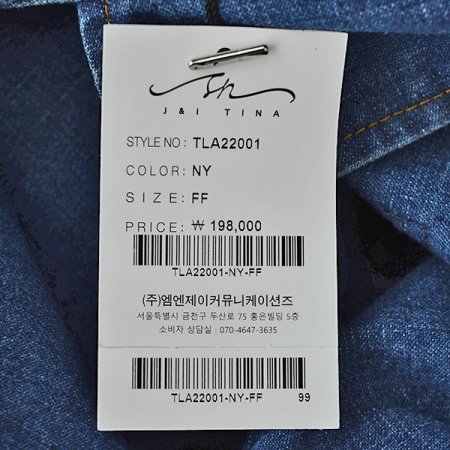 J & I TINA
STYLE NO : TLA22001
COLOR: NY
SIZE: FF
PRICE: ₩ 198,000
TLA22001-NY-FF
(주)엠엔제이커뮤니케이션즈
서울특별시 금천구 두산로 75 홍은빌딩 5층
소비자 상담실 : 070-4647-3635
TLA22001-NY-FF 99